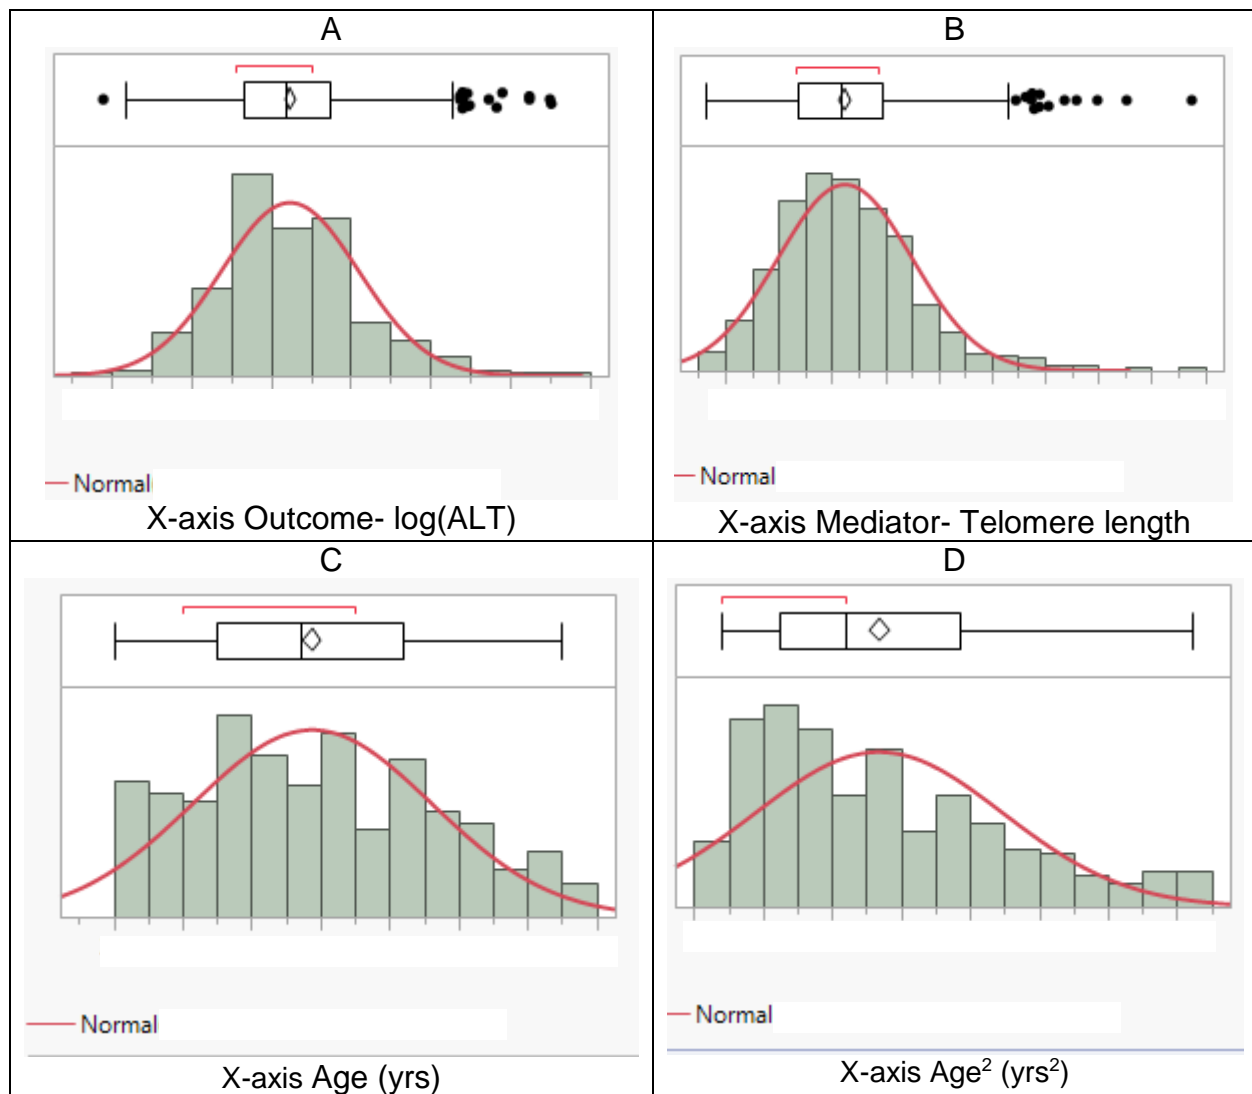 A
Normal
X-axis Outcome- log(ALT)
B
Normal
X-axis Mediator- Telomere length
C
Normal
X-axis Age (yrs)
D
Normal
X-axis Age² (yrs²)